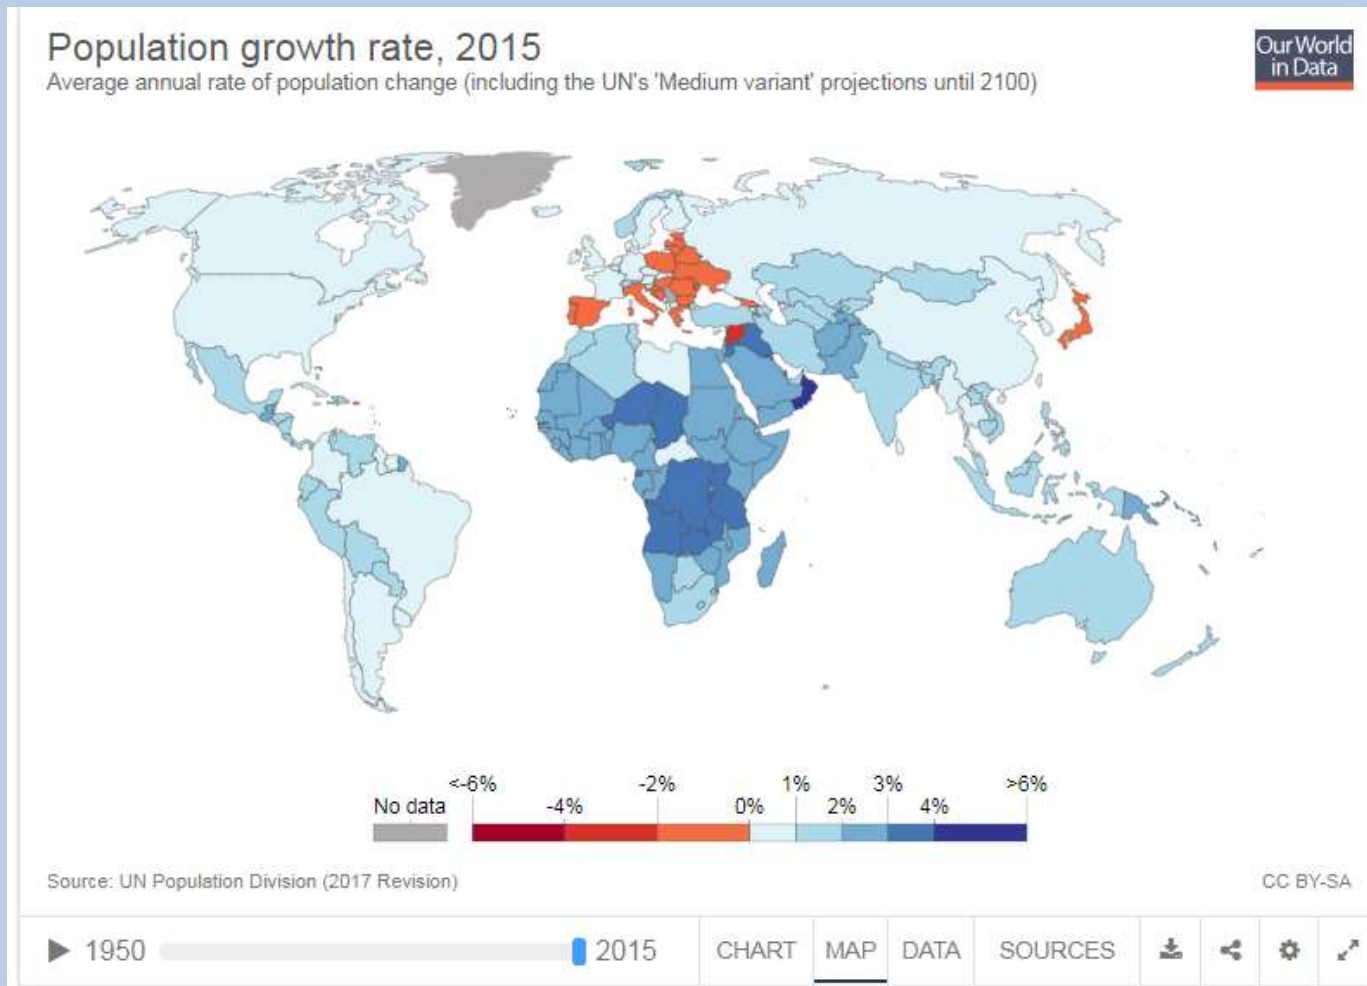 Population growth rate, 2015
Average annual rate of population change (including the UN's 'Medium variant' projections until 2100)
Our World
in Data
<-6% -2% 1% 3% >6%
No data -4% 0% 2% 4%
Source: UN Population Division (2017 Revision) CC BY-SA
1950 2015 CHART MAP DATA SOURCES